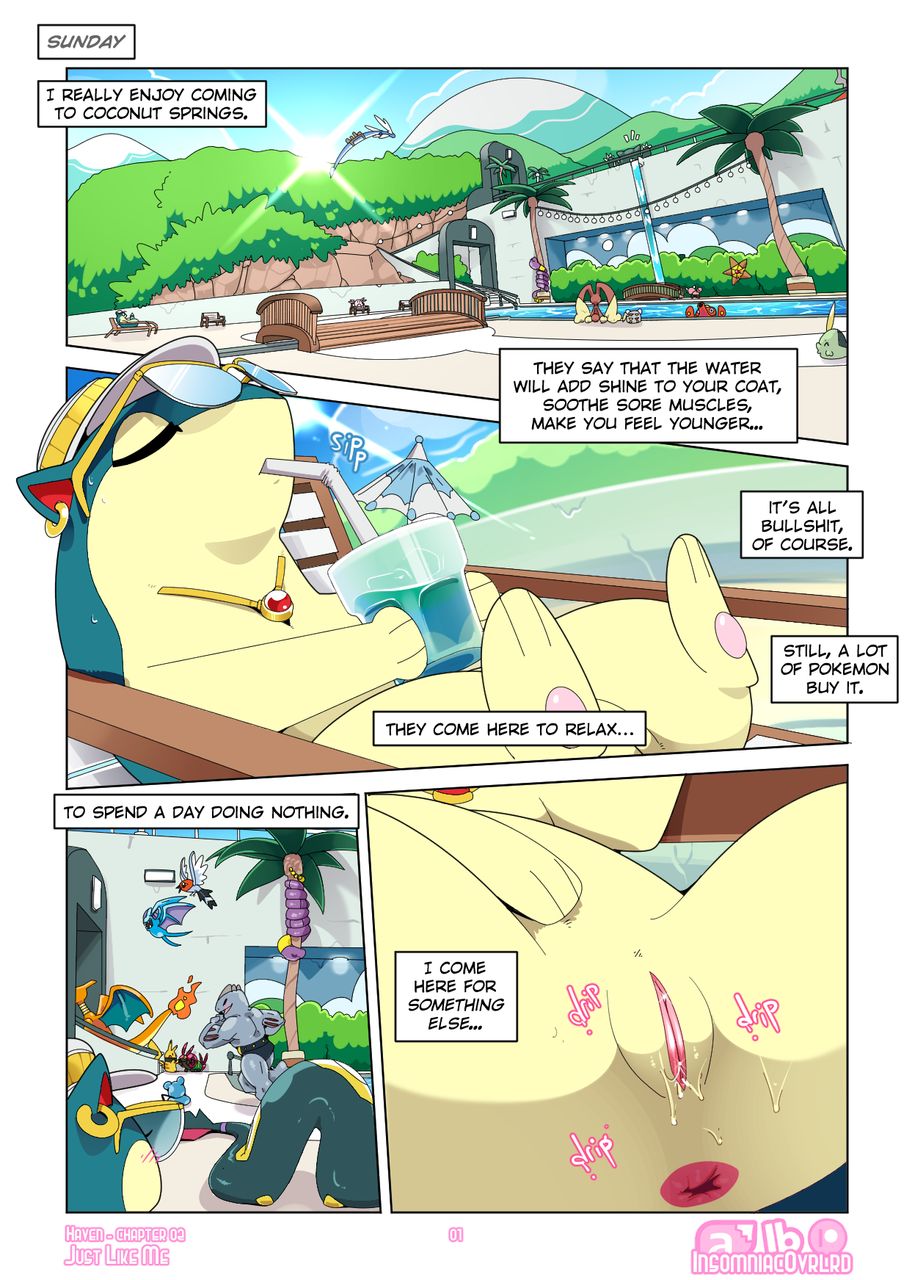 SUNDAY
I REALLY ENJOY COMING
TO COCONUT SPRINGS.
THEY SAY THAT THE WATER
WILL ADD SHINE TO YOUR COAT,
SOOTHE SORE MUSCLES,
MAKE YOU FEEL YOUNGER...
SIPP
IT'S ALL
BULLSHIT,
OF COURSE.
STILL, A LOT
OF POKEMON
BUY IT.
THEY COME HERE TO RELAX...
TO SPEND A DAY DOING NOTHING.
I COME
HERE FOR
SOMETHING
ELSE...
drip
drip
drip
HAVEN - CHAPTER 03
JUST LIKE ME
01
INSOMNIACOVRLRD